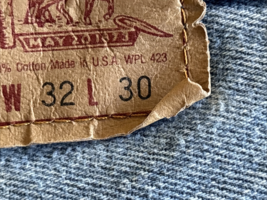 MAY 20 1873
% Cotton, Made in U.S.A. WPL 423
W 32 L 30